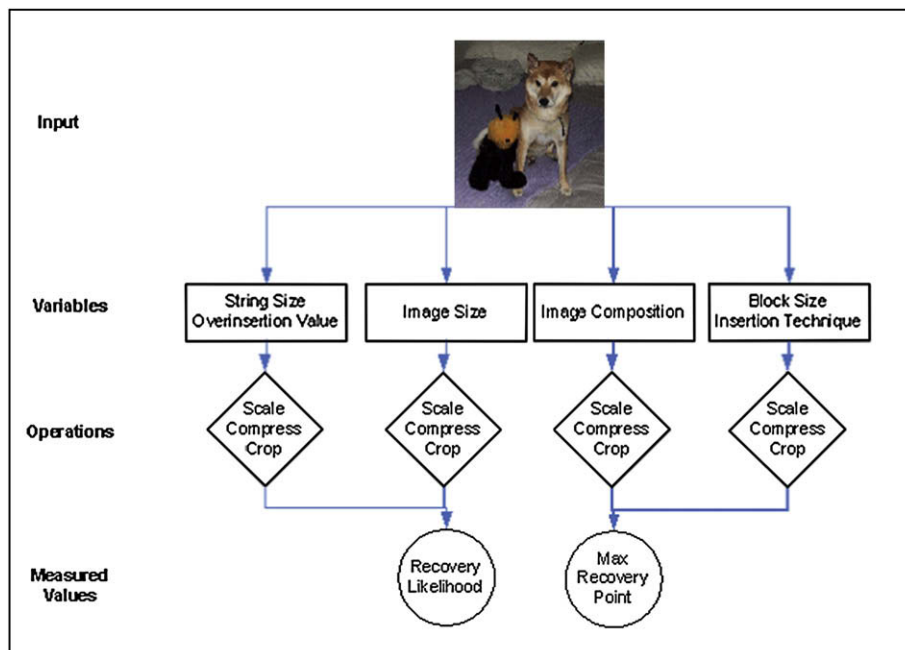 Input
Variables
String Size
Overinsertion Value
Image Size
Image Composition
Block Size
Insertion Technique
Operations
Scale
Compress
Crop
Scale
Compress
Crop
Scale
Compress
Crop
Scale
Compress
Crop
Measured
Values
Recovery
Likelihood
Max
Recovery
Point